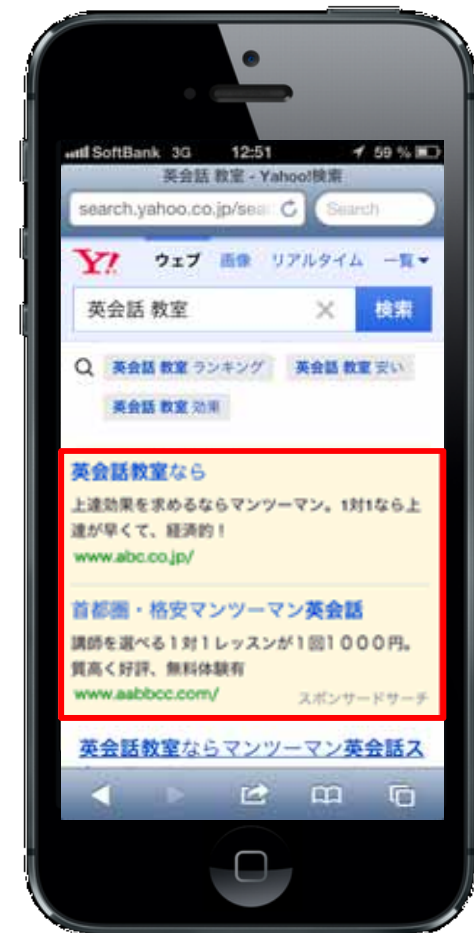 SoftBank 3G 12:51 59 %
英会話 教室 - Yahoo!検索
search.yahoo.co.jp/sea Search
Y! ウェブ 画像 リアルタイム 一覧
英会話 教室 検索
英会話 教室 ランキング 英会話 教室 安い
英会話 教室 効果
英会話教室なら
上達効果を求めるならマンツーマン。1対1なら上
達が早くて、経済的！
www.abc.co.jp/
首都圏・格安マンツーマン英会話
講師を選べる１対１レッスンが１回１０００円。
質高く好評、無料体験有
www.aabbcc.com/ スポンサードサーチ
英会話教室ならマンツーマン英会話ス